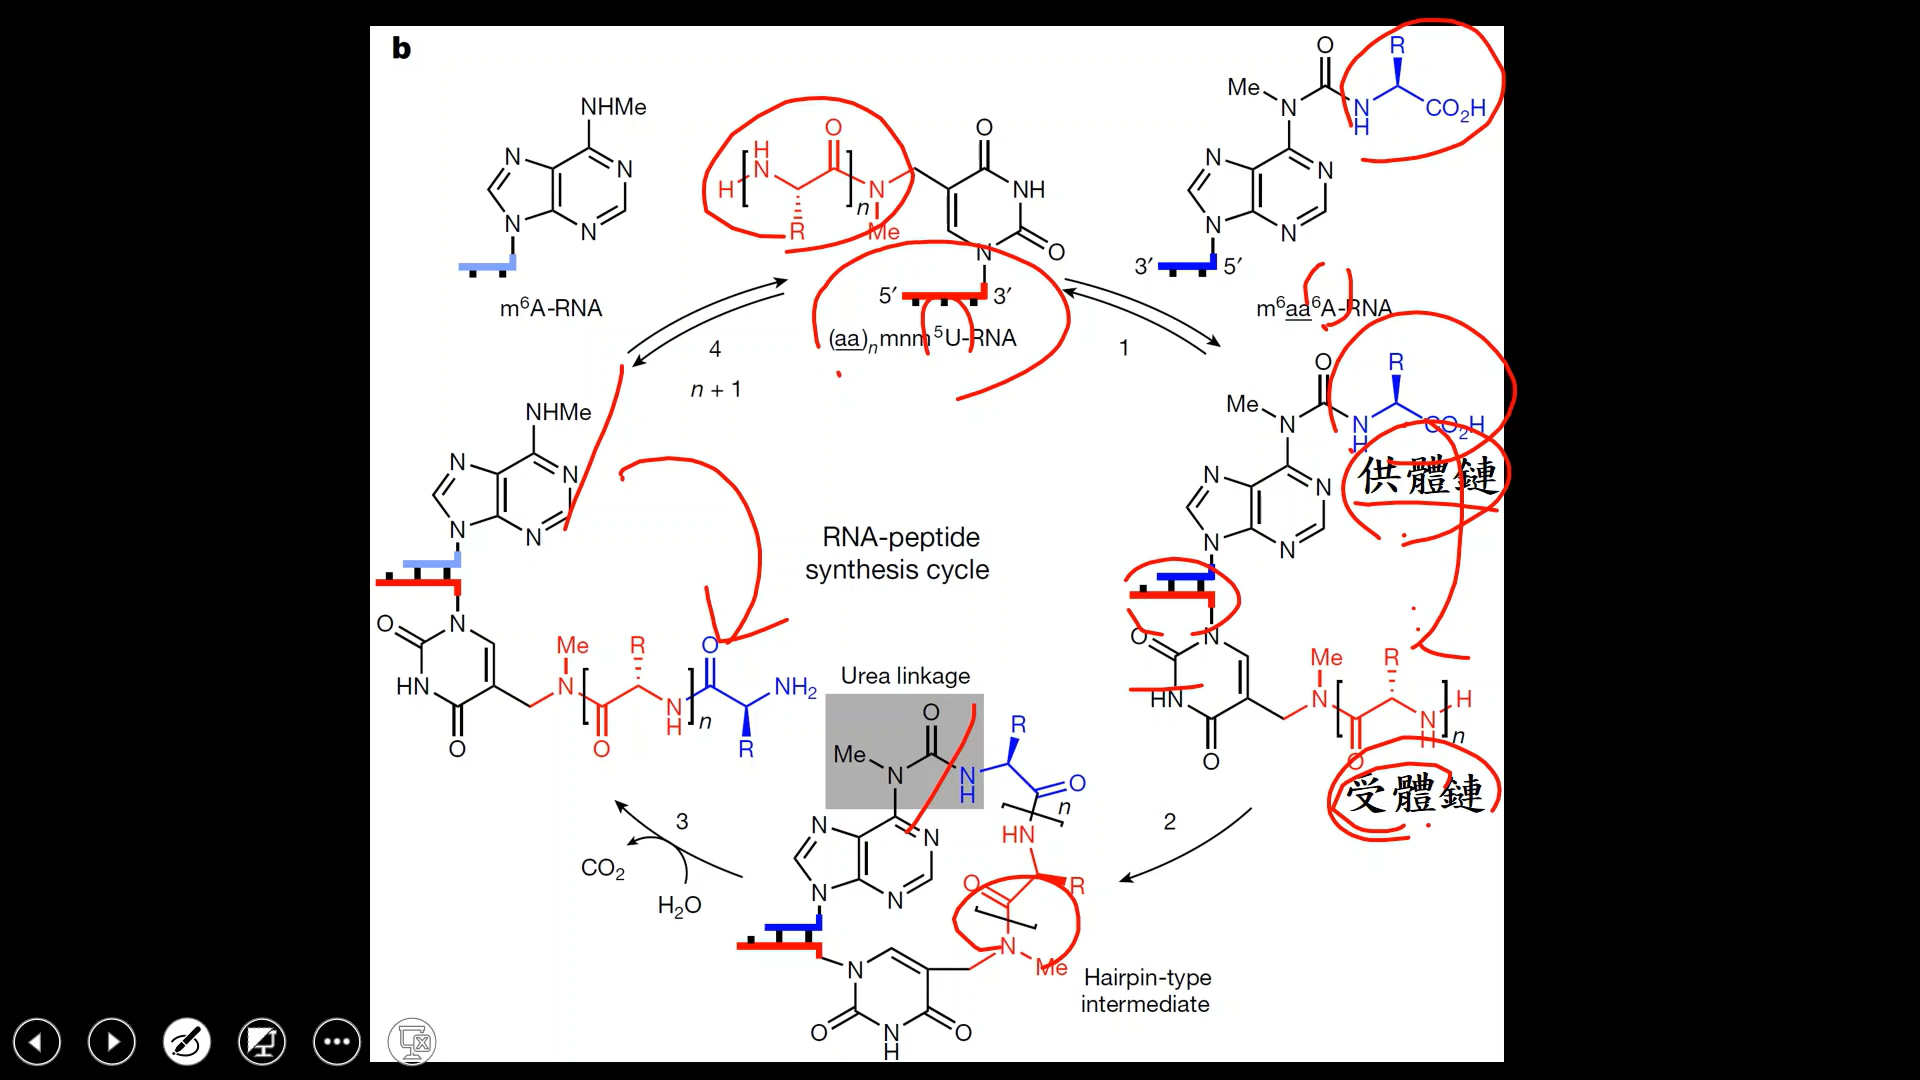 b
NHMe
N
N
N
N
m⁶A-RNA
H
N
H
O
n
N
R
Me
O
NH
O
N
5′
3′
(aa)ₙmnm⁵U-RNA
O
R
Me
N
N
H
CO₂H
N
N
N
N
3′
5′
m⁶aa⁶A-RNA
4
n + 1
1
NHMe
N
N
N
N
O
N
HN
O
Me
N
O
R
N
H
n
O
NH₂
R
RNA-peptide
synthesis cycle
O
R
Me
N
N
H
CO₂H
供體鏈
N
N
N
N
O
N
HN
O
Me
N
O
R
N
H
H
n
受體鏈
2
Urea linkage
O
R
Me
N
N
H
O
n
HN
N
N
N
N
O
R
N
Me
N
O
N
H
O
Hairpin-type
intermediate
3
CO₂
H₂O